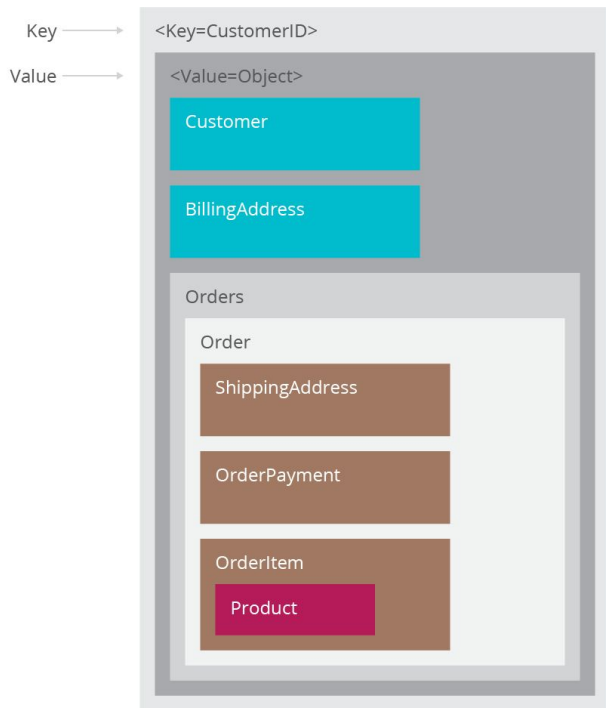 Key
<Key=CustomerID>
Value
<Value=Object>
Customer
BillingAddress
Orders
Order
ShippingAddress
OrderPayment
OrderItem
Product